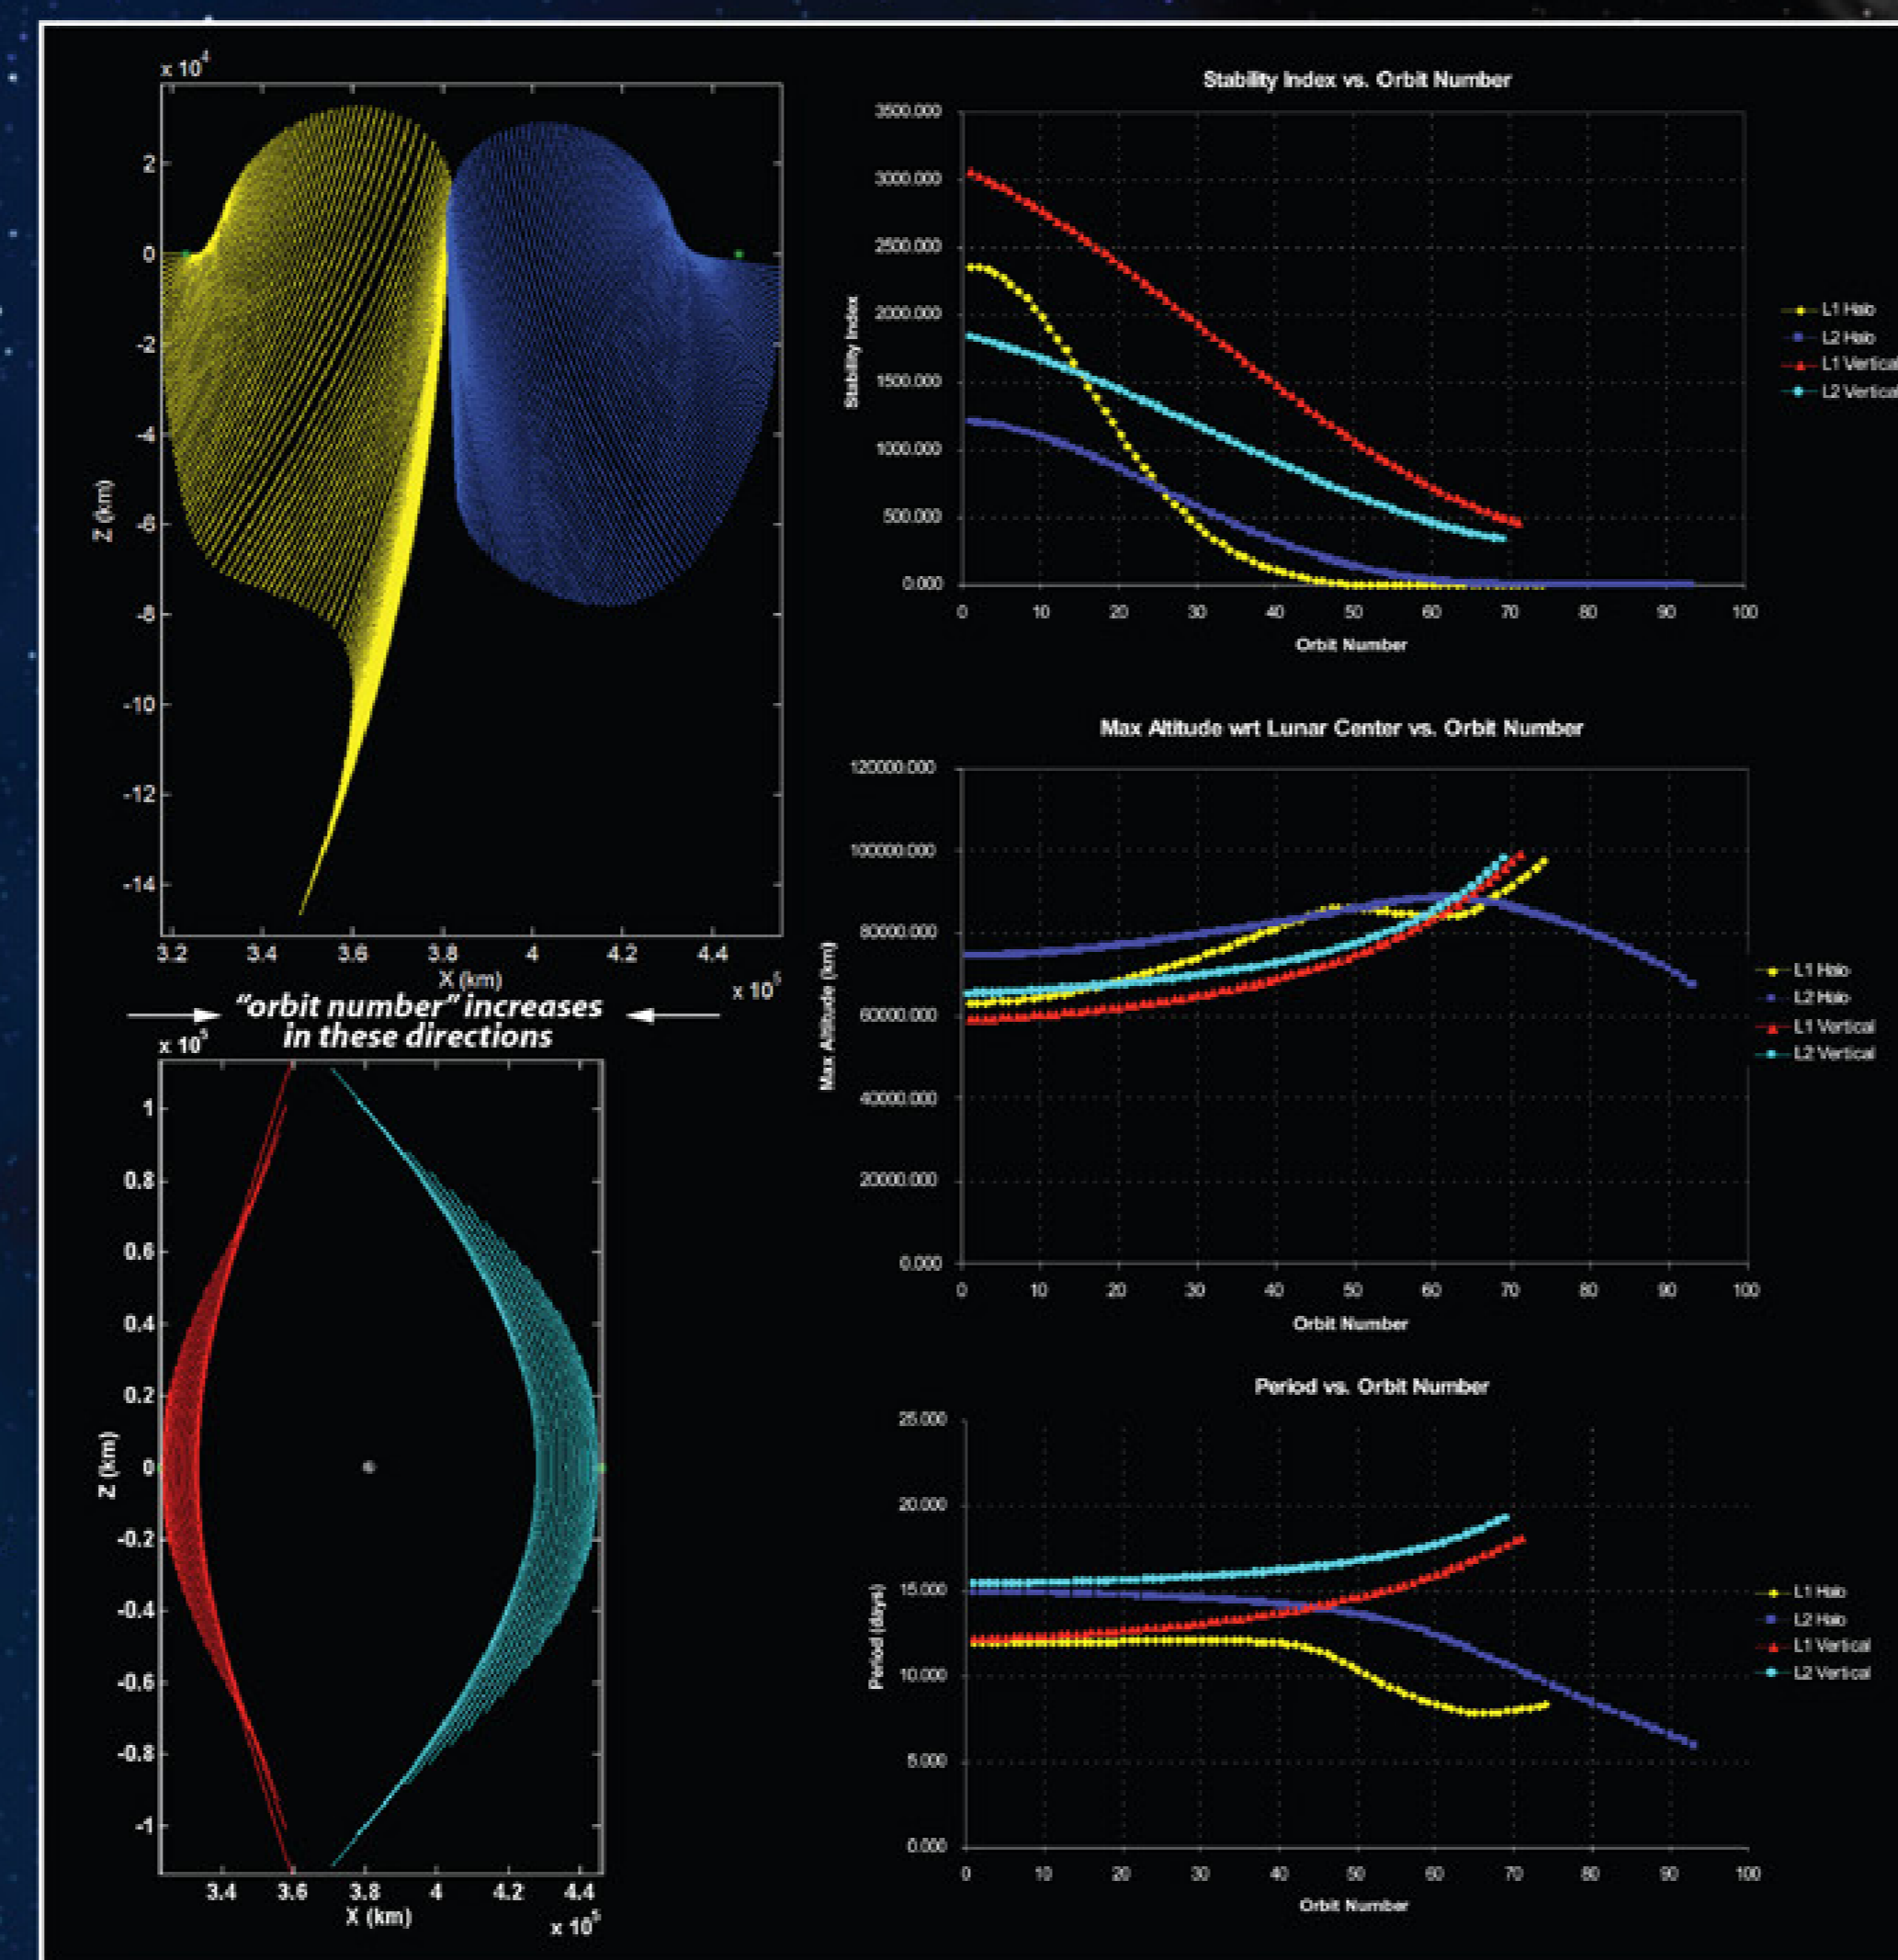 x 10⁴
2
0
-2
-4
-6
-8
-10
-12
-14
Z (km)
3.2 3.4 3.6 3.8 4 4.2 4.4
X (km)
x 10⁵
"orbit number" increases
in these directions
x 10⁵
1
0.8
0.6
0.4
0.2
0
-0.2
-0.4
-0.6
-0.8
-1
Z (km)
3.4 3.6 3.8 4 4.2 4.4
X (km)
x 10⁵
Stability Index vs. Orbit Number
3500.000
3000.000
2500.000
2000.000
1500.000
1000.000
500.000
0.000
Stability Index
0 10 20 30 40 50 60 70 80 90 100
Orbit Number
L1 Halo
L2 Halo
L1 Vertical
L2 Vertical
Max Altitude wrt Lunar Center vs. Orbit Number
120000.000
100000.000
80000.000
60000.000
40000.000
20000.000
0.000
Max Altitude (km)
0 10 20 30 40 50 60 70 80 90 100
Orbit Number
L1 Halo
L2 Halo
L1 Vertical
L2 Vertical
Period vs. Orbit Number
25.000
20.000
15.000
10.000
5.000
0.000
Period (days)
0 10 20 30 40 50 60 70 80 90 100
Orbit Number
L1 Halo
L2 Halo
L1 Vertical
L2 Vertical